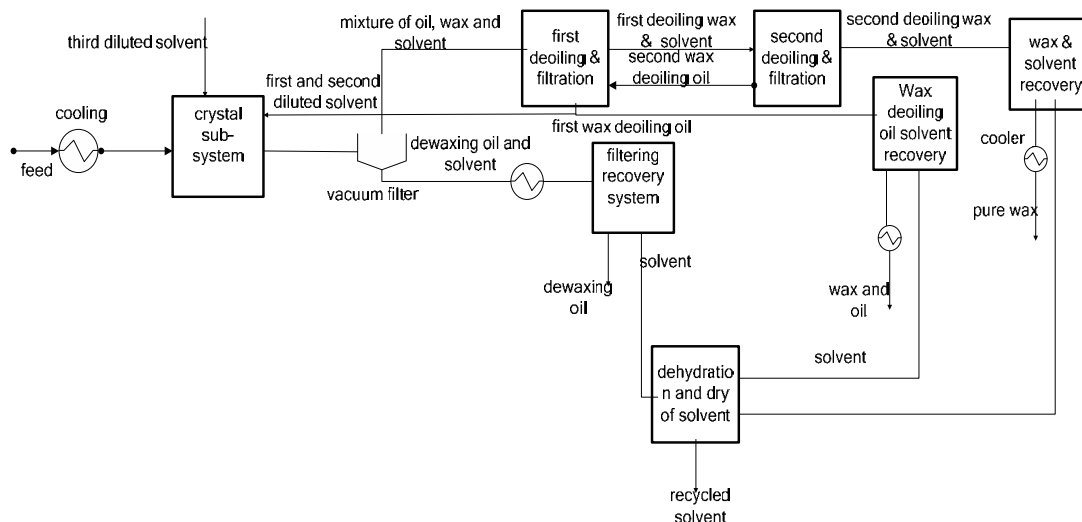 third diluted solvent
cooling
feed
crystal
sub-
system
first and second
diluted solvent
mixture of oil, wax and
solvent
vacuum filter
dewaxing oil and
solvent
first
deoiling &
filtration
first deoiling wax
& solvent
second wax
deoiling oil
first wax deoiling oil
second
deoiling &
filtration
second deoiling wax
& solvent
wax &
solvent
recovery
Wax
deoiling
oil solvent
recovery
cooler
pure wax
filtering
recovery
system
solvent
dewaxing
oil
wax and
oil
solvent
dehydratio
n and dry
of solvent
recycled
solvent